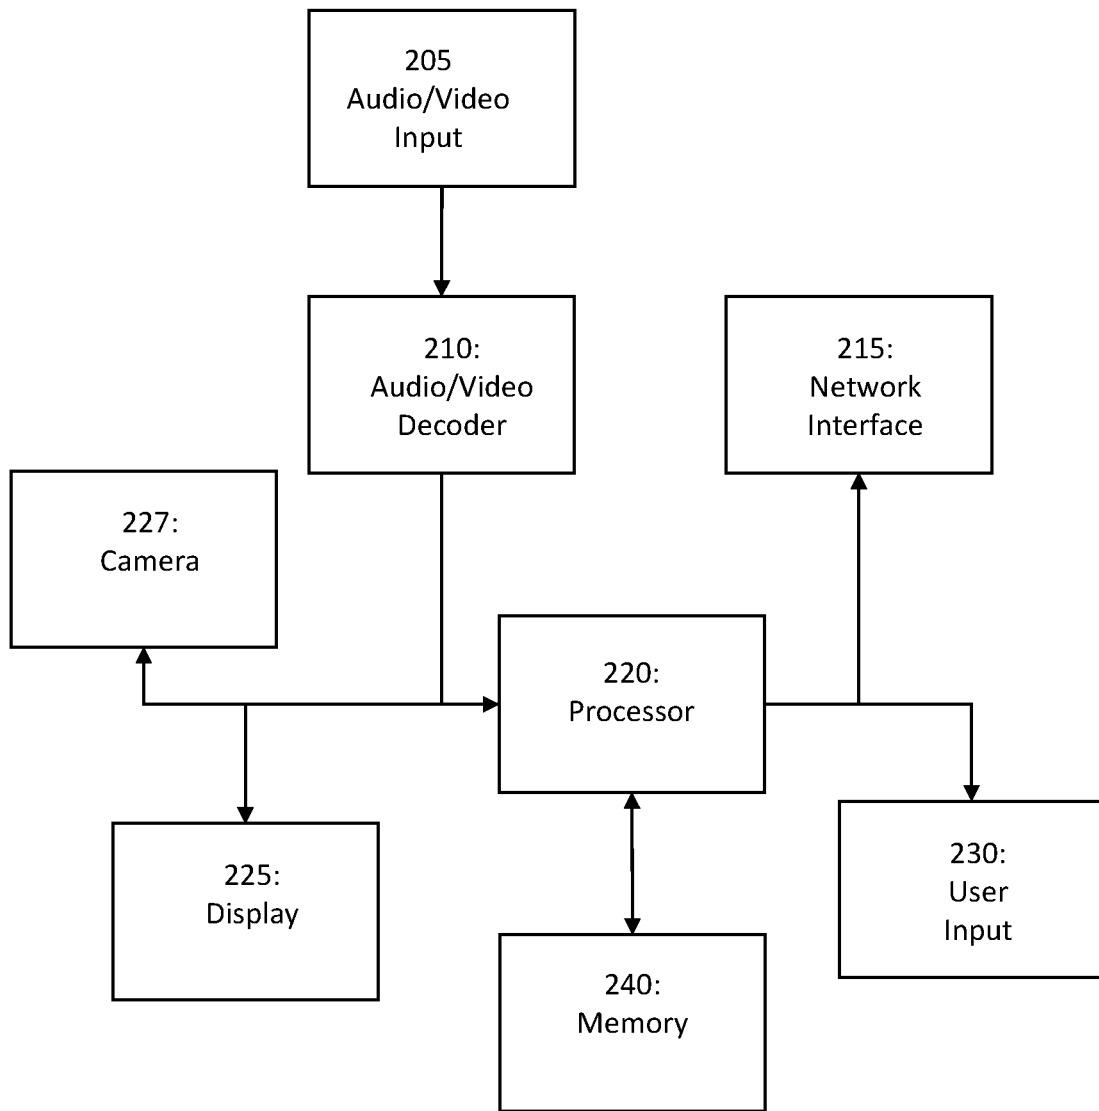 205
Audio/Video
Input
210:
Audio/Video
Decoder
215:
Network
Interface
227:
Camera
220:
Processor
225:
Display
230:
User
Input
240:
Memory